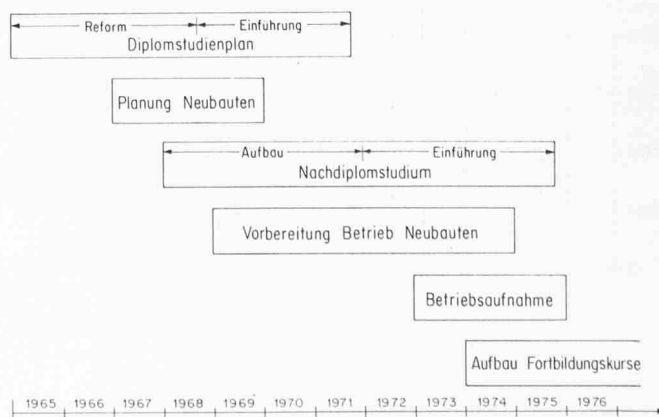 Reform Einführung
Diplomstudienplan
Planung Neubauten
Aufbau Einführung
Nachdiplomstudium
Vorbereitung Betrieb Neubauten
Betriebsaufnahme
Aufbau Fortbildungskurse
1965 1966 1967 1968 1969 1970 1971 1972 1973 1974 1975 1976